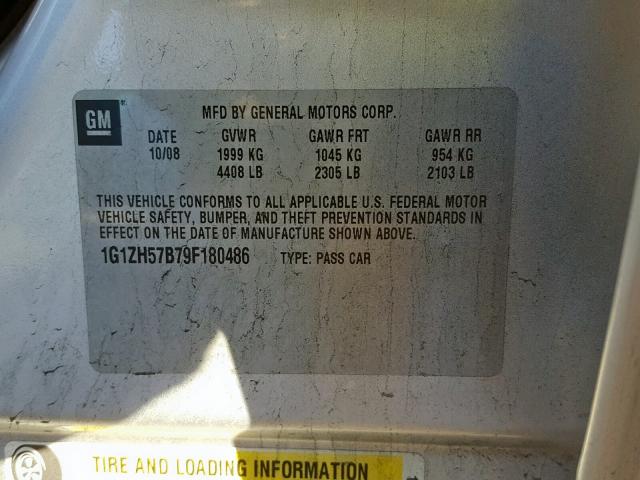 GM
MFD BY GENERAL MOTORS CORP.
DATE GVWR GAWR FRT GAWR RR
10/08 1999 KG 1045 KG 954 KG
4408 LB 2305 LB 2103 LB
THIS VEHICLE CONFORMS TO ALL APPLICABLE U.S. FEDERAL MOTOR
VEHICLE SAFETY, BUMPER, AND THEFT PREVENTION STANDARDS IN
EFFECT ON THE DATE OF MANUFACTURE SHOWN ABOVE.
1G1ZH57B79F180486 TYPE: PASS CAR
TIRE AND LOADING INFORMATION